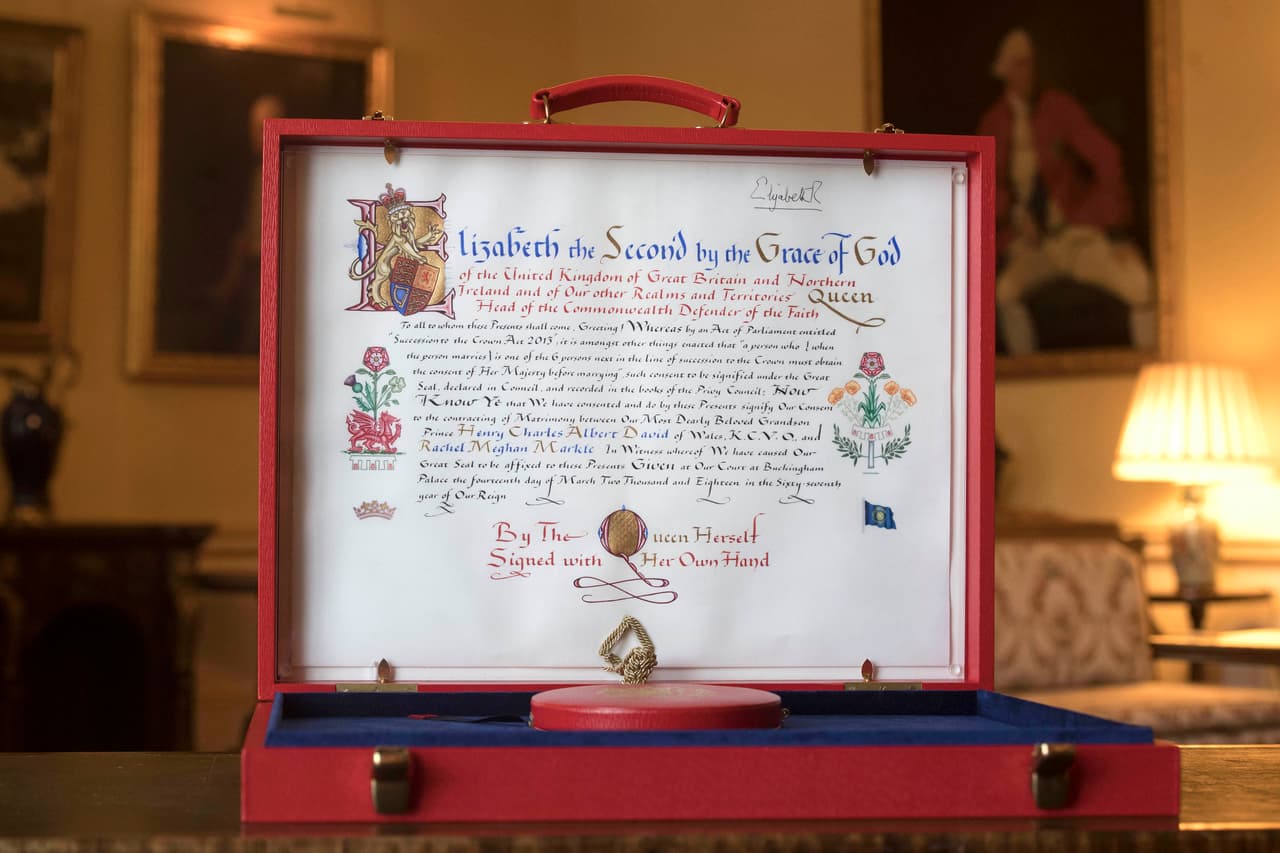 Elizabeth R
Elizabeth the Second by the Grace of God
of the United Kingdom of Great Britain and Northern
Ireland and of Our other Realms and Territories Queen
Head of the Commonwealth Defender of the Faith
To all to whom these Presents shall come, Greeting! Whereas by an Act of Parliament entitled
"Succession to the Crown Act 2013", it is amongst other things enacted that "a person who (when
the person marries) is one of the 6 persons next in the line of succession to the Crown must obtain
the consent of Her Majesty before marrying", such consent to be signified under the Great
Seal, declared in Council, and recorded in the books of the Privy Council; Now
Know Ye that We have consented and do by these Presents signify Our Consent
to the contracting of Matrimony between Our Most Dearly Beloved Grandson
Prince Henry Charles Albert David of Wales, K.C.V.O., and
Rachel Meghan Markle In Witness whereof We have caused Our
Great Seal to be affixed to these Presents Given at Our Court at Buckingham
Palace the fourteenth day of March Two Thousand and Eighteen in the Sixty-seventh
year of Our Reign
By The Queen Herself
Signed with Her Own Hand